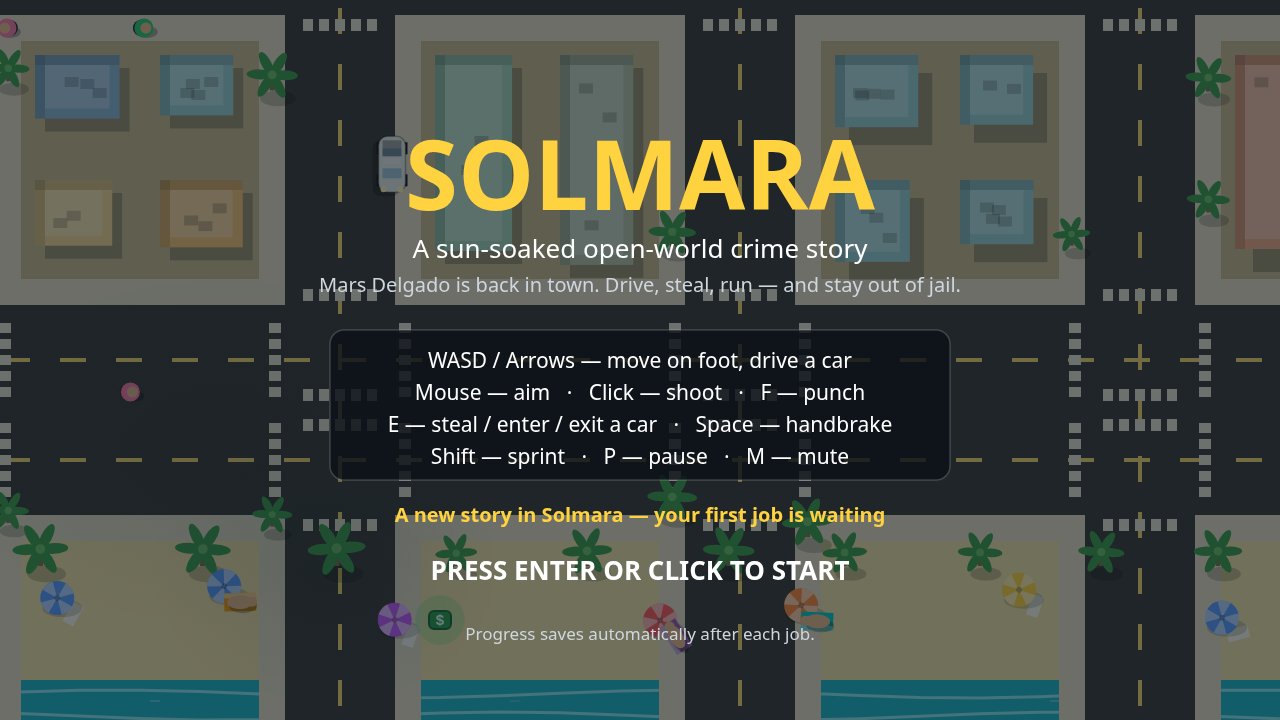 SOLMARA
A sun-soaked open-world crime story
Mars Delgado is back in town. Drive, steal, run — and stay out of jail.
WASD / Arrows — move on foot, drive a car
Mouse — aim · Click — shoot · F — punch
E — steal / enter / exit a car · Space — handbrake
Shift — sprint · P — pause · M — mute
A new story in Solmara — your first job is waiting
PRESS ENTER OR CLICK TO START
$
Progress saves automatically after each job.